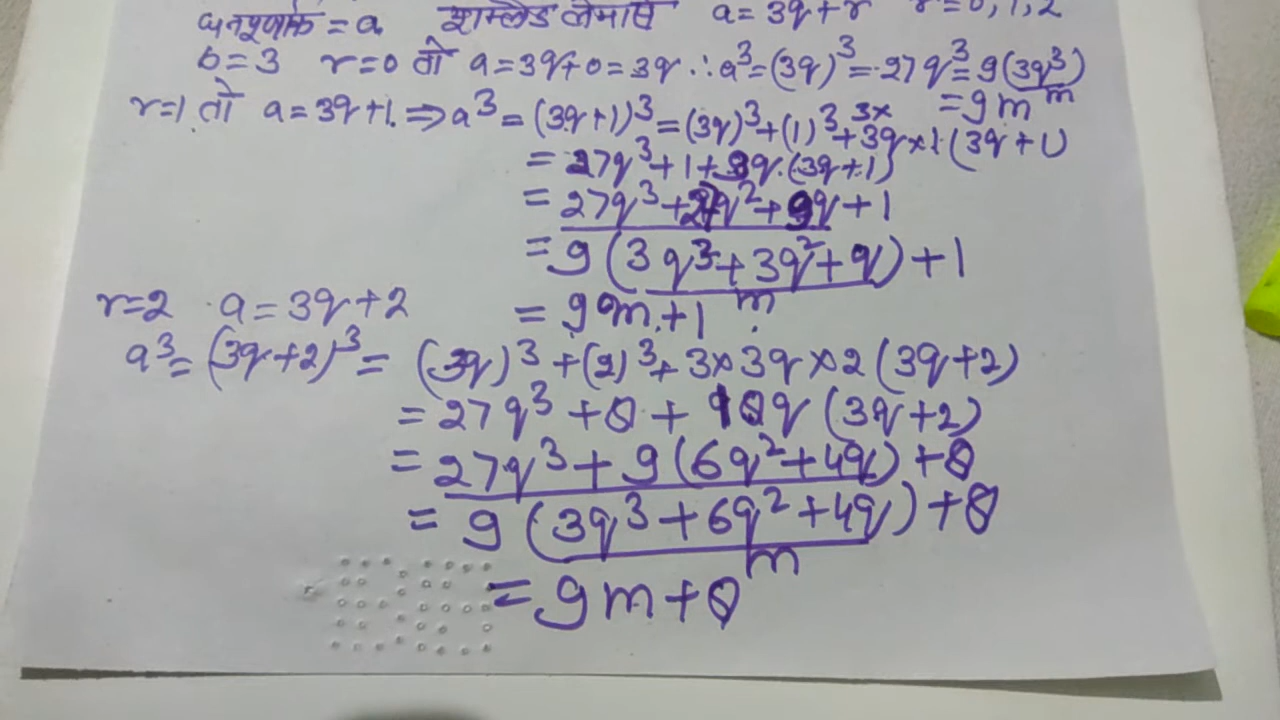 धनपूर्णांक = a युक्लिड लेमासे a = 3q + r r = 0, 1, 2
b = 3 r = 0 तो a = 3q + 0 = 3q ∴ a³ = (3q)³ = 27q³ = 9(3q³)
m
= 9m
r = 1 तो a = 3q + 1 ⇒ a³ = (3q + 1)³ = (3q)³ + (1)³ + 3x 3q × 1 (3q + 1)
= 27q³ + 1 + 9q (3q + 1)
= 27q³ + 27q² + 9q + 1
= 9 (3q³ + 3q² + q) + 1
m
= 9m + 1
r = 2 a = 3q + 2
a³ = (3q + 2)³ = (3q)³ + (2)³ + 3 × 3q × 2 (3q + 2)
= 27q³ + 8 + 18q (3q + 2)
= 27q³ + 9 (6q² + 4q) + 8
= 9 (3q³ + 6q² + 4q) + 8
m
= 9m + 8